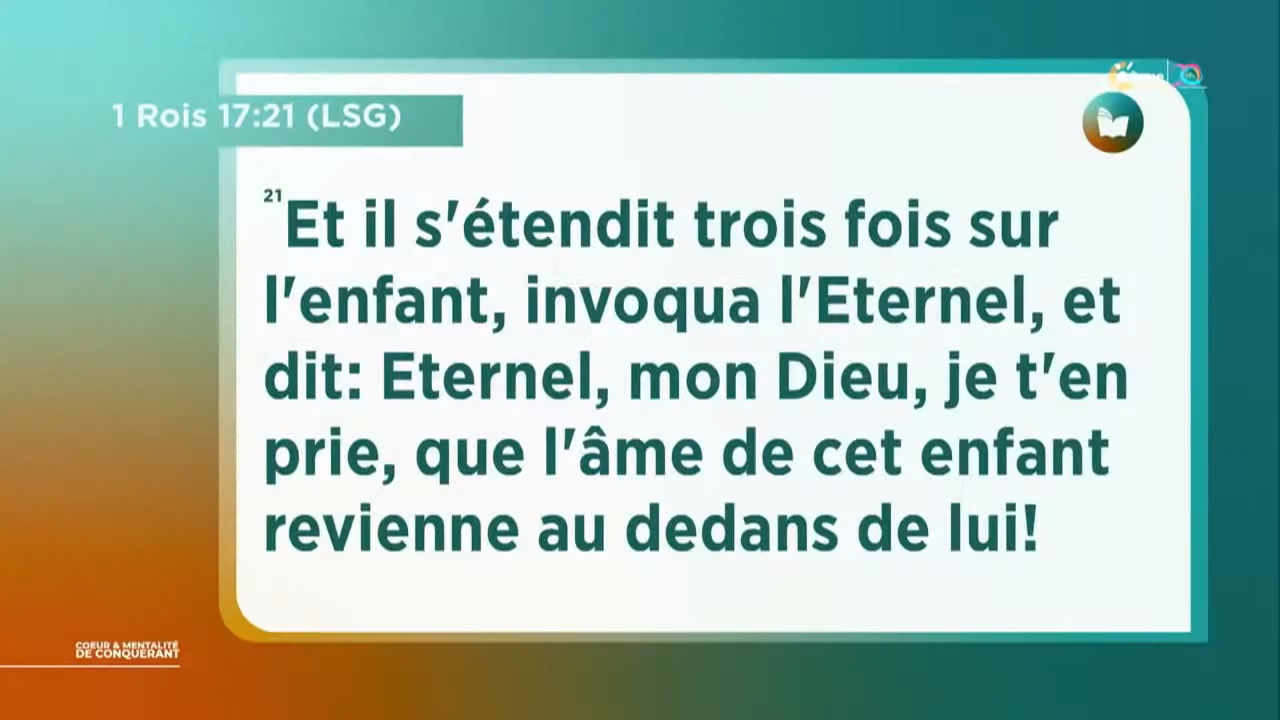 1 Rois 17:21 (LSG)
21 Et il s'étendit trois fois sur
l'enfant, invoqua l'Eternel, et
dit: Eternel, mon Dieu, je t'en
prie, que l'âme de cet enfant
revienne au dedans de lui!
COEUR & MENTALITÉ
DE CONQUÉRANT